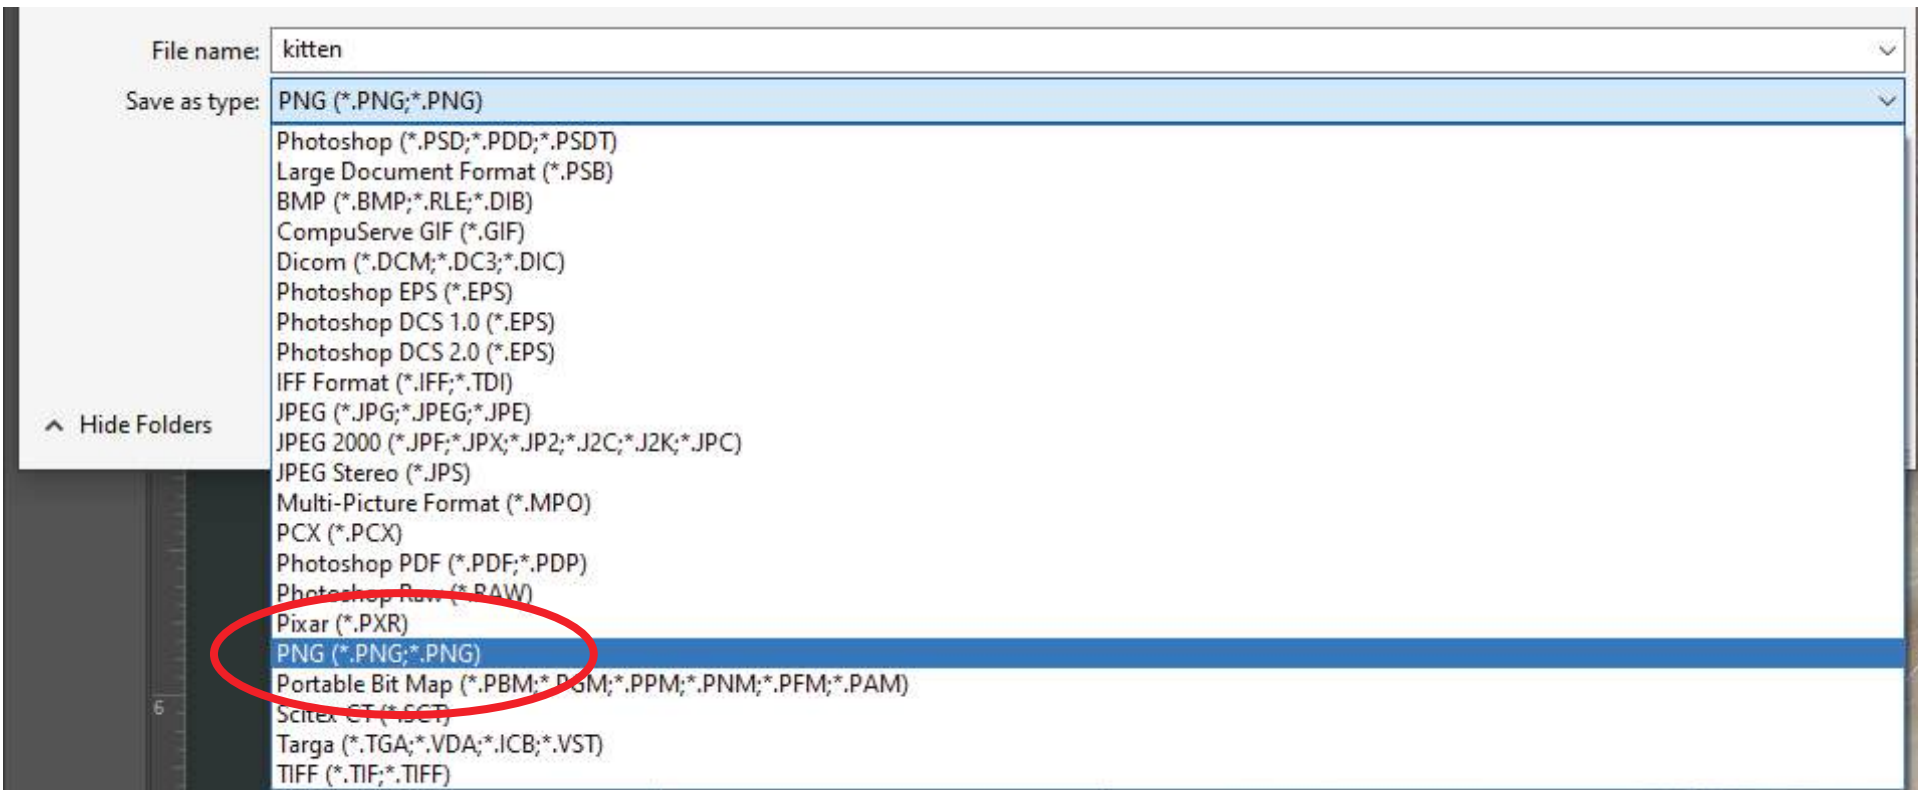 File name: kitten
Save as type: PNG (*.PNG;*.PNG)
Photoshop (*.PSD;*.PDD;*.PSDT)
Large Document Format (*.PSB)
BMP (*.BMP;*.RLE;*.DIB)
CompuServe GIF (*.GIF)
Dicom (*.DCM;*.DC3;*.DIC)
Photoshop EPS (*.EPS)
Photoshop DCS 1.0 (*.EPS)
Photoshop DCS 2.0 (*.EPS)
IFF Format (*.IFF;*.TDI)
JPEG (*.JPG;*.JPEG;*.JPE)
Hide Folders
JPEG 2000 (*.JPF;*.JPX;*.JP2;*.J2C;*.J2K;*.JPC)
JPEG Stereo (*.JPS)
Multi-Picture Format (*.MPO)
PCX (*.PCX)
Photoshop PDF (*.PDF;*.PDP)
Photoshop Raw (*.RAW)
Pixar (*.PXR)
PNG (*.PNG;*.PNG)
Portable Bit Map (*.PBM;*.PGM;*.PPM;*.PNM;*.PFM;*.PAM)
6
Scitex CT (*.SCT)
Targa (*.TGA;*.VDA;*.ICB;*.VST)
TIFF (*.TIF;*.TIFF)